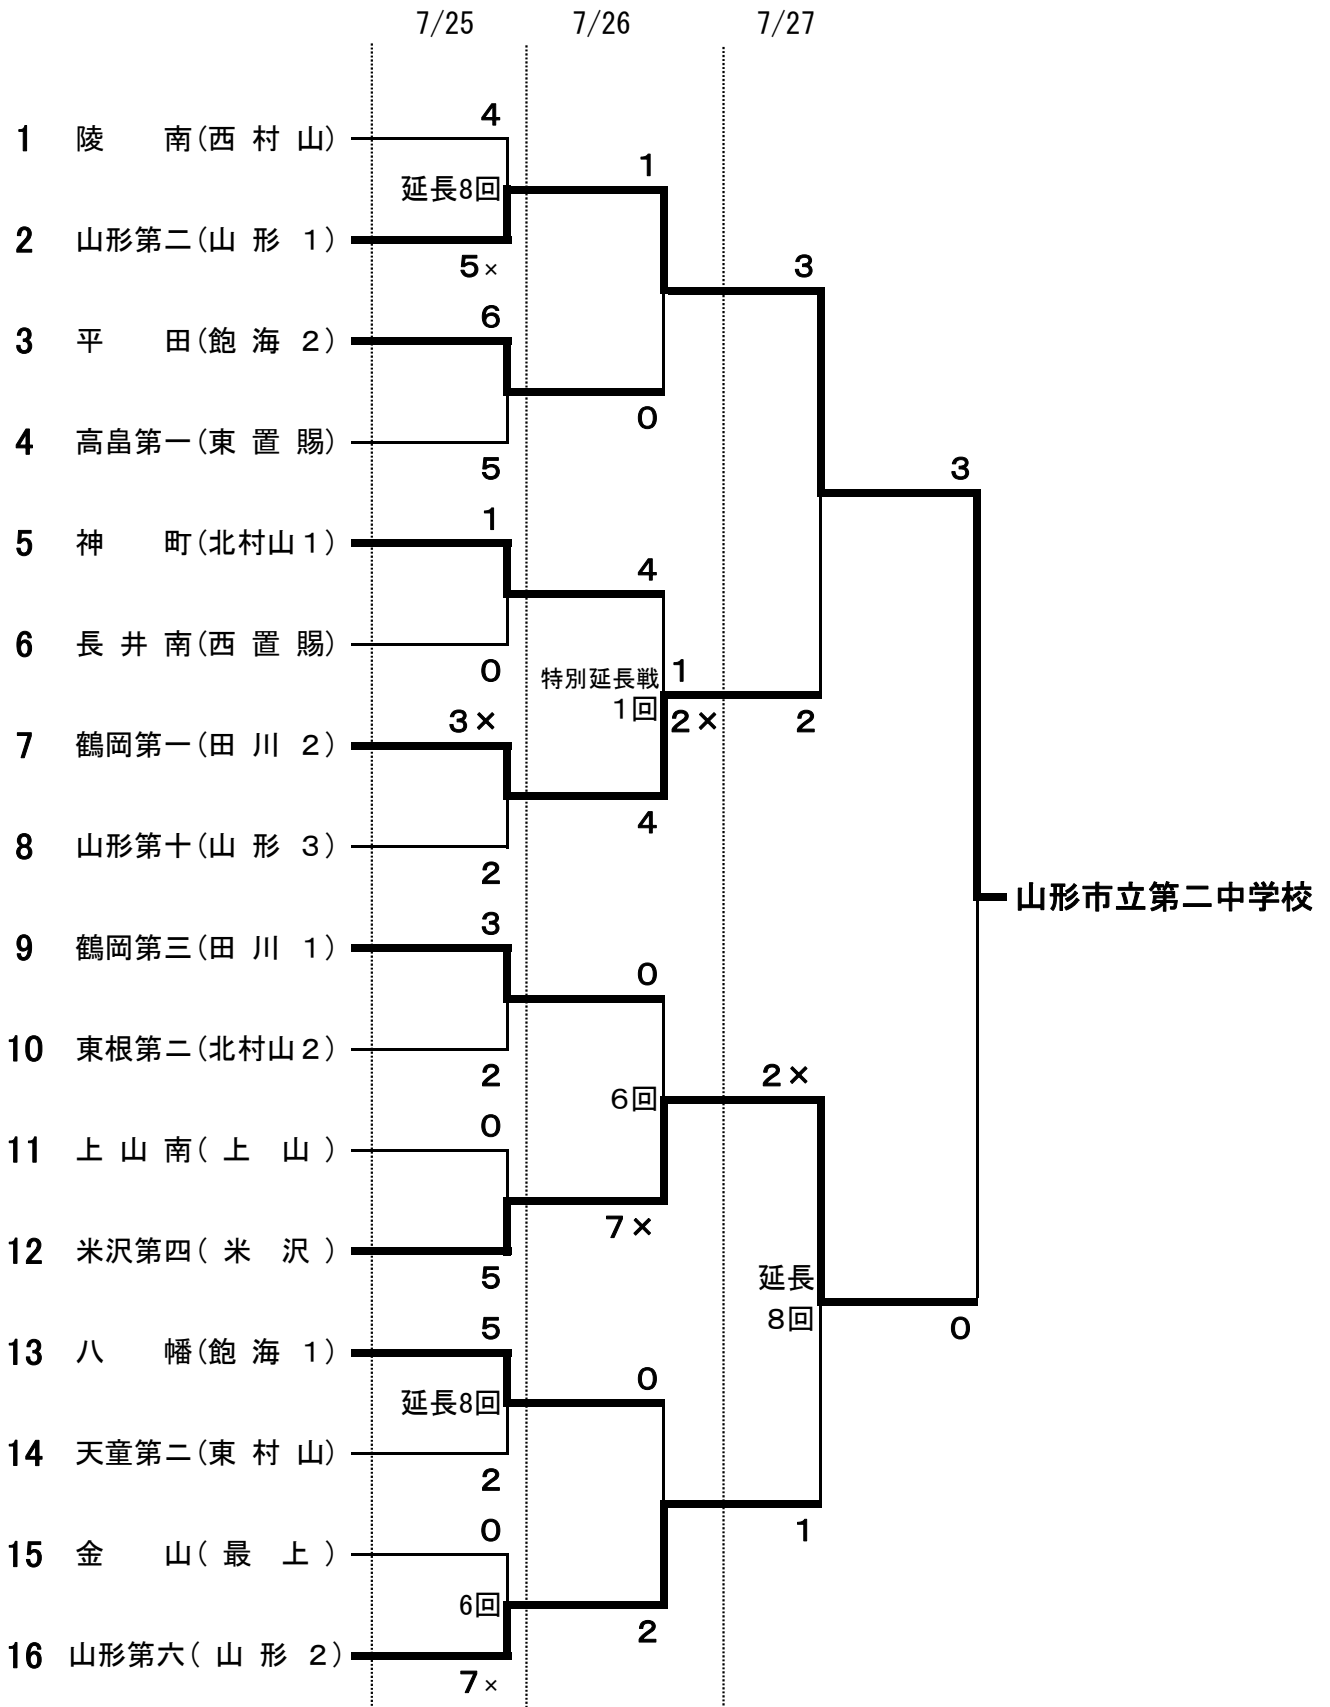 7/25 7/26 7/27
4
1 陵 南(西 村 山)
1
延長8回
2 山形第二(山 形 1)
5×
3
6
3 平 田(飽 海 2)
0
4 高畠第一(東 置 賜)
5
3
1
5 神 町(北村山1)
4
6 長 井 南(西 置 賜)
0
特別延長戦 1
1回 2× 2
3×
7 鶴岡第一(田 川 2)
4
8 山形第十(山 形 3)
2
山形市立第二中学校
3
9 鶴岡第三(田 川 1)
0
10 東根第二(北村山2)
2
2×
6回
0
11 上 山 南( 上 山 )
7×
12 米沢第四( 米 沢 )
5
延長
8回
0
5
13 八 幡(飽 海 1)
0
延長8回
14 天童第二(東 村 山)
2
1
0
15 金 山( 最 上 )
6回
2
16 山形第六( 山 形 2)
7×